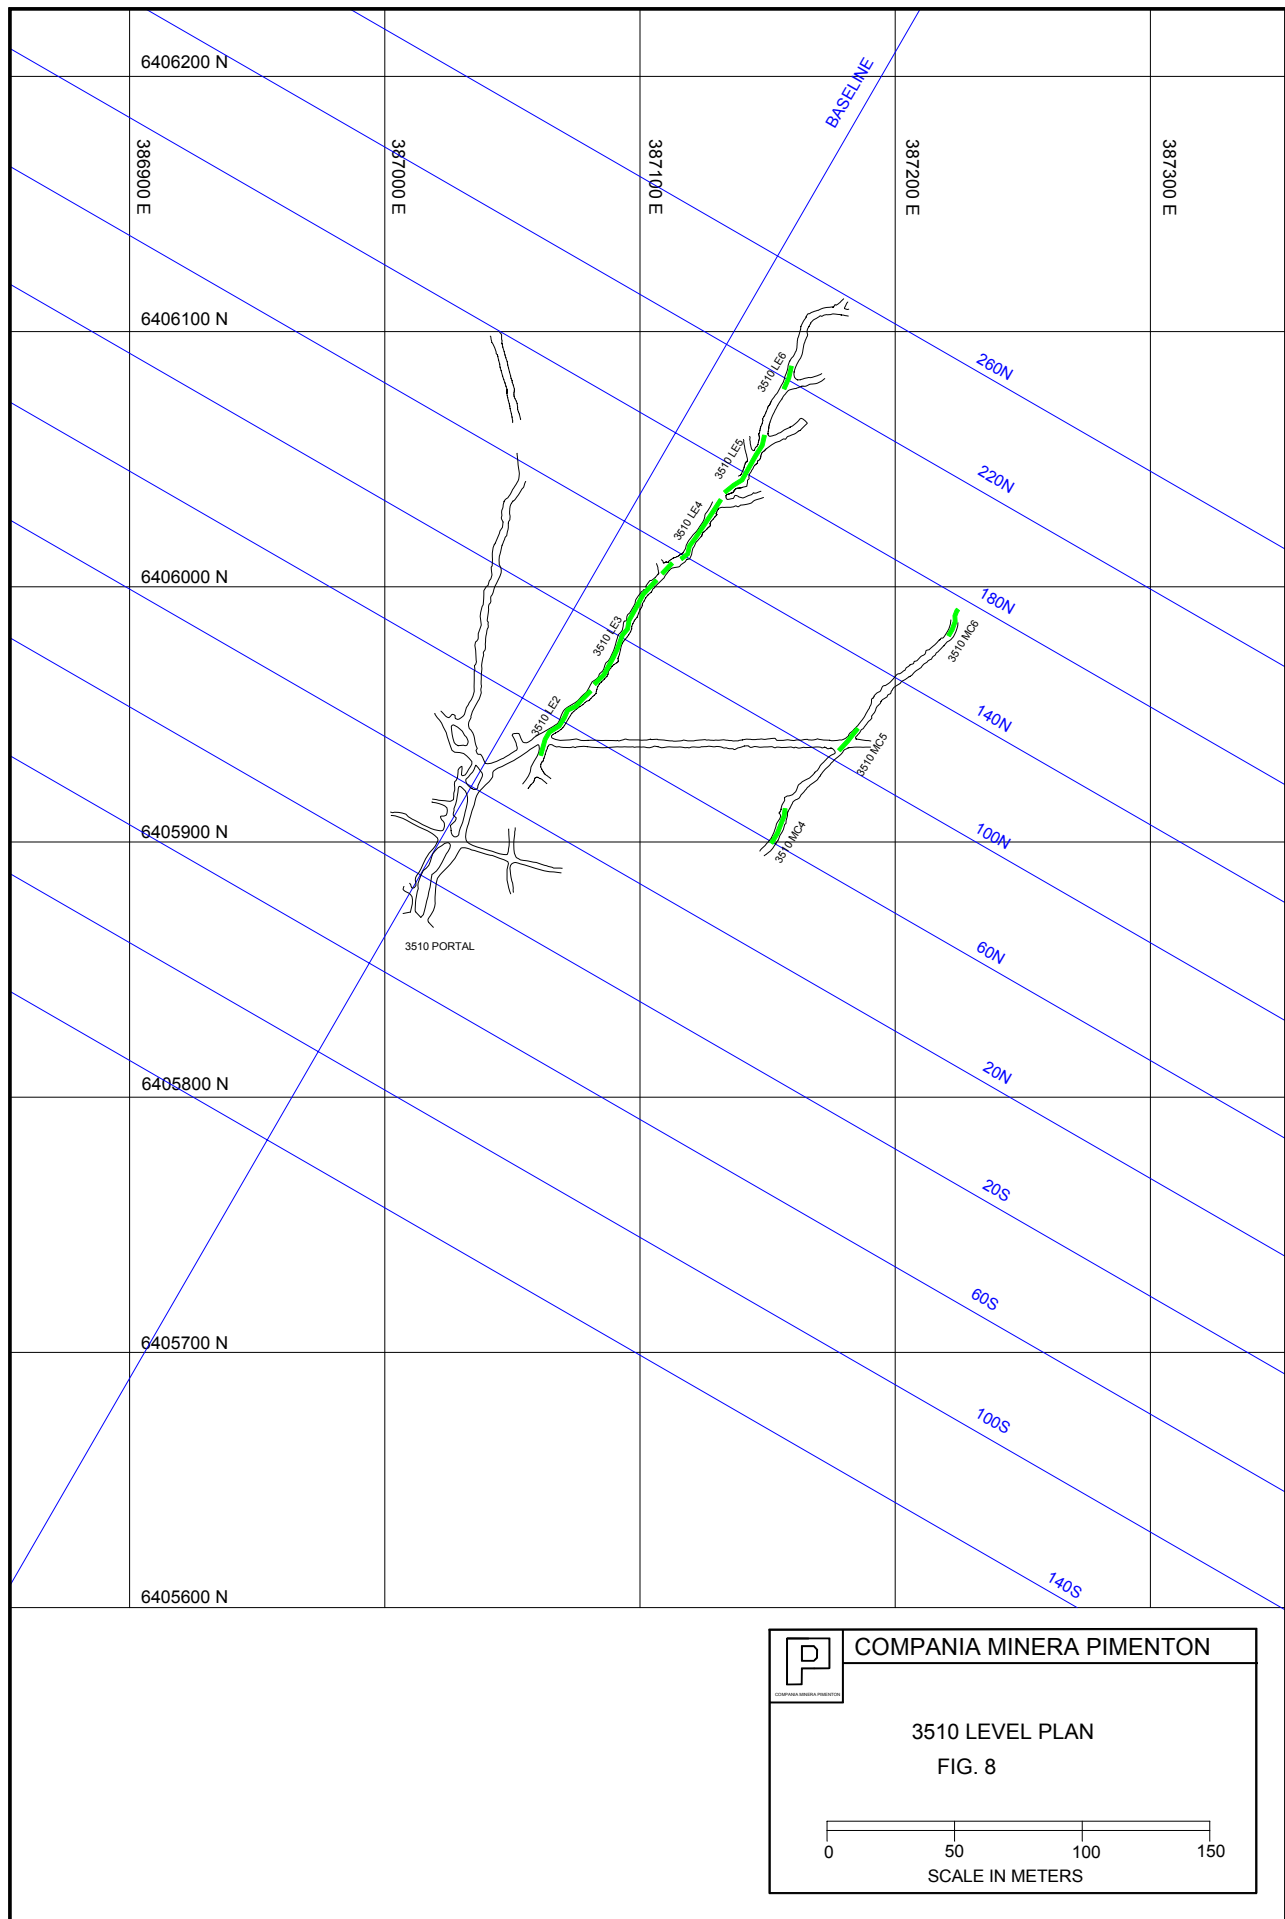 6406200 N
BASELINE
386900 E
387000 E
387100 E
387200 E
387300 E
6406100 N
3510 LE6
260N
3510 LE5
220N
3510 LE4
6406000 N
180N
3510 LE3
3510 MC6
3510 LE2
140N
3510 MC5
6405900 N
100N
3510 MC4
3510 PORTAL
60N
20N
6405800 N
20S
60S
6405700 N
100S
140S
6405600 N
COMPANIA MINERA PIMENTON
COMPANIA MINERA PIMENTON
3510 LEVEL PLAN
FIG. 8
0 50 100 150
SCALE IN METERS